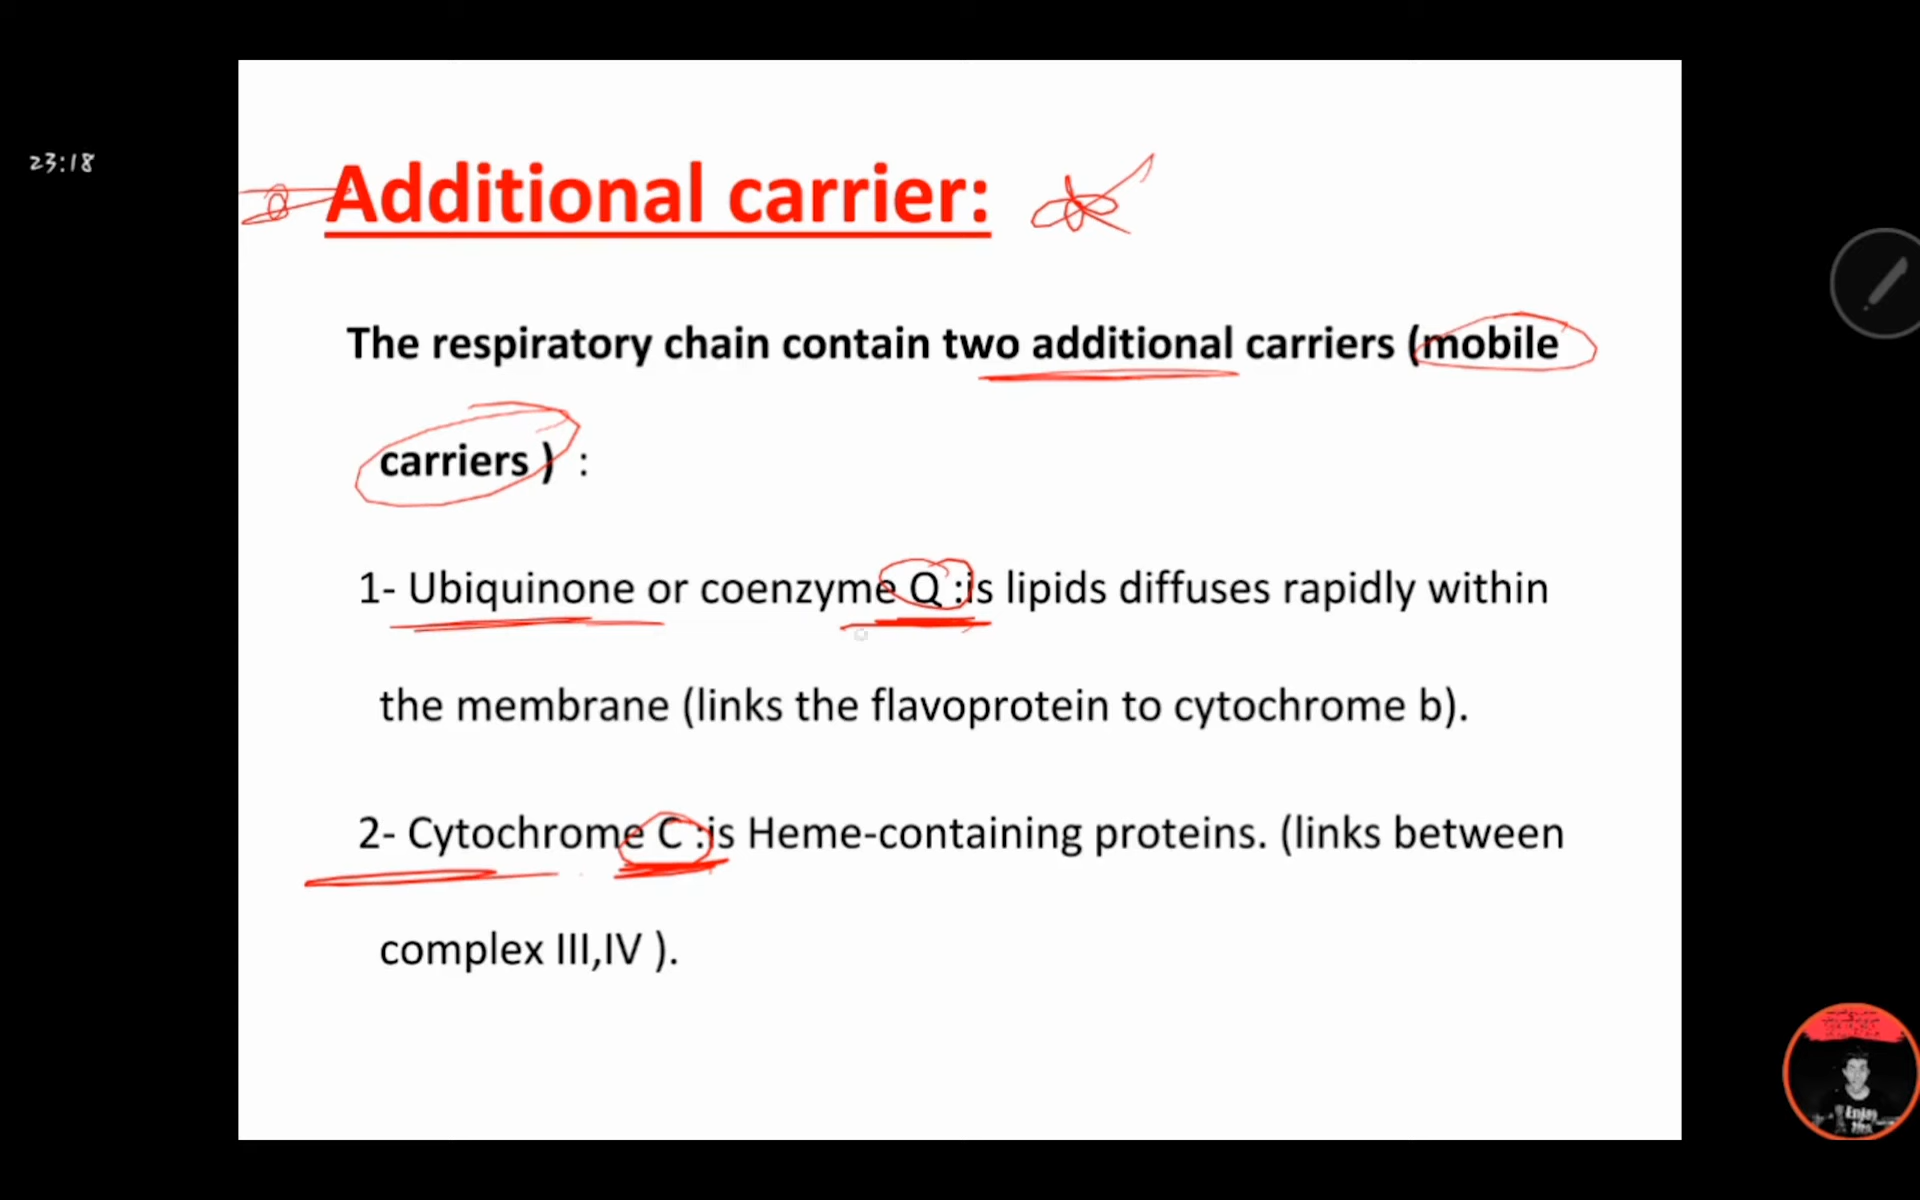 23:18
Additional carrier:
The respiratory chain contain two additional carriers (mobile
carriers ) :
1- Ubiquinone or coenzyme Q :is lipids diffuses rapidly within
the membrane (links the flavoprotein to cytochrome b).
2- Cytochrome C :is Heme-containing proteins. (links between
complex III,IV ).
Enjoy